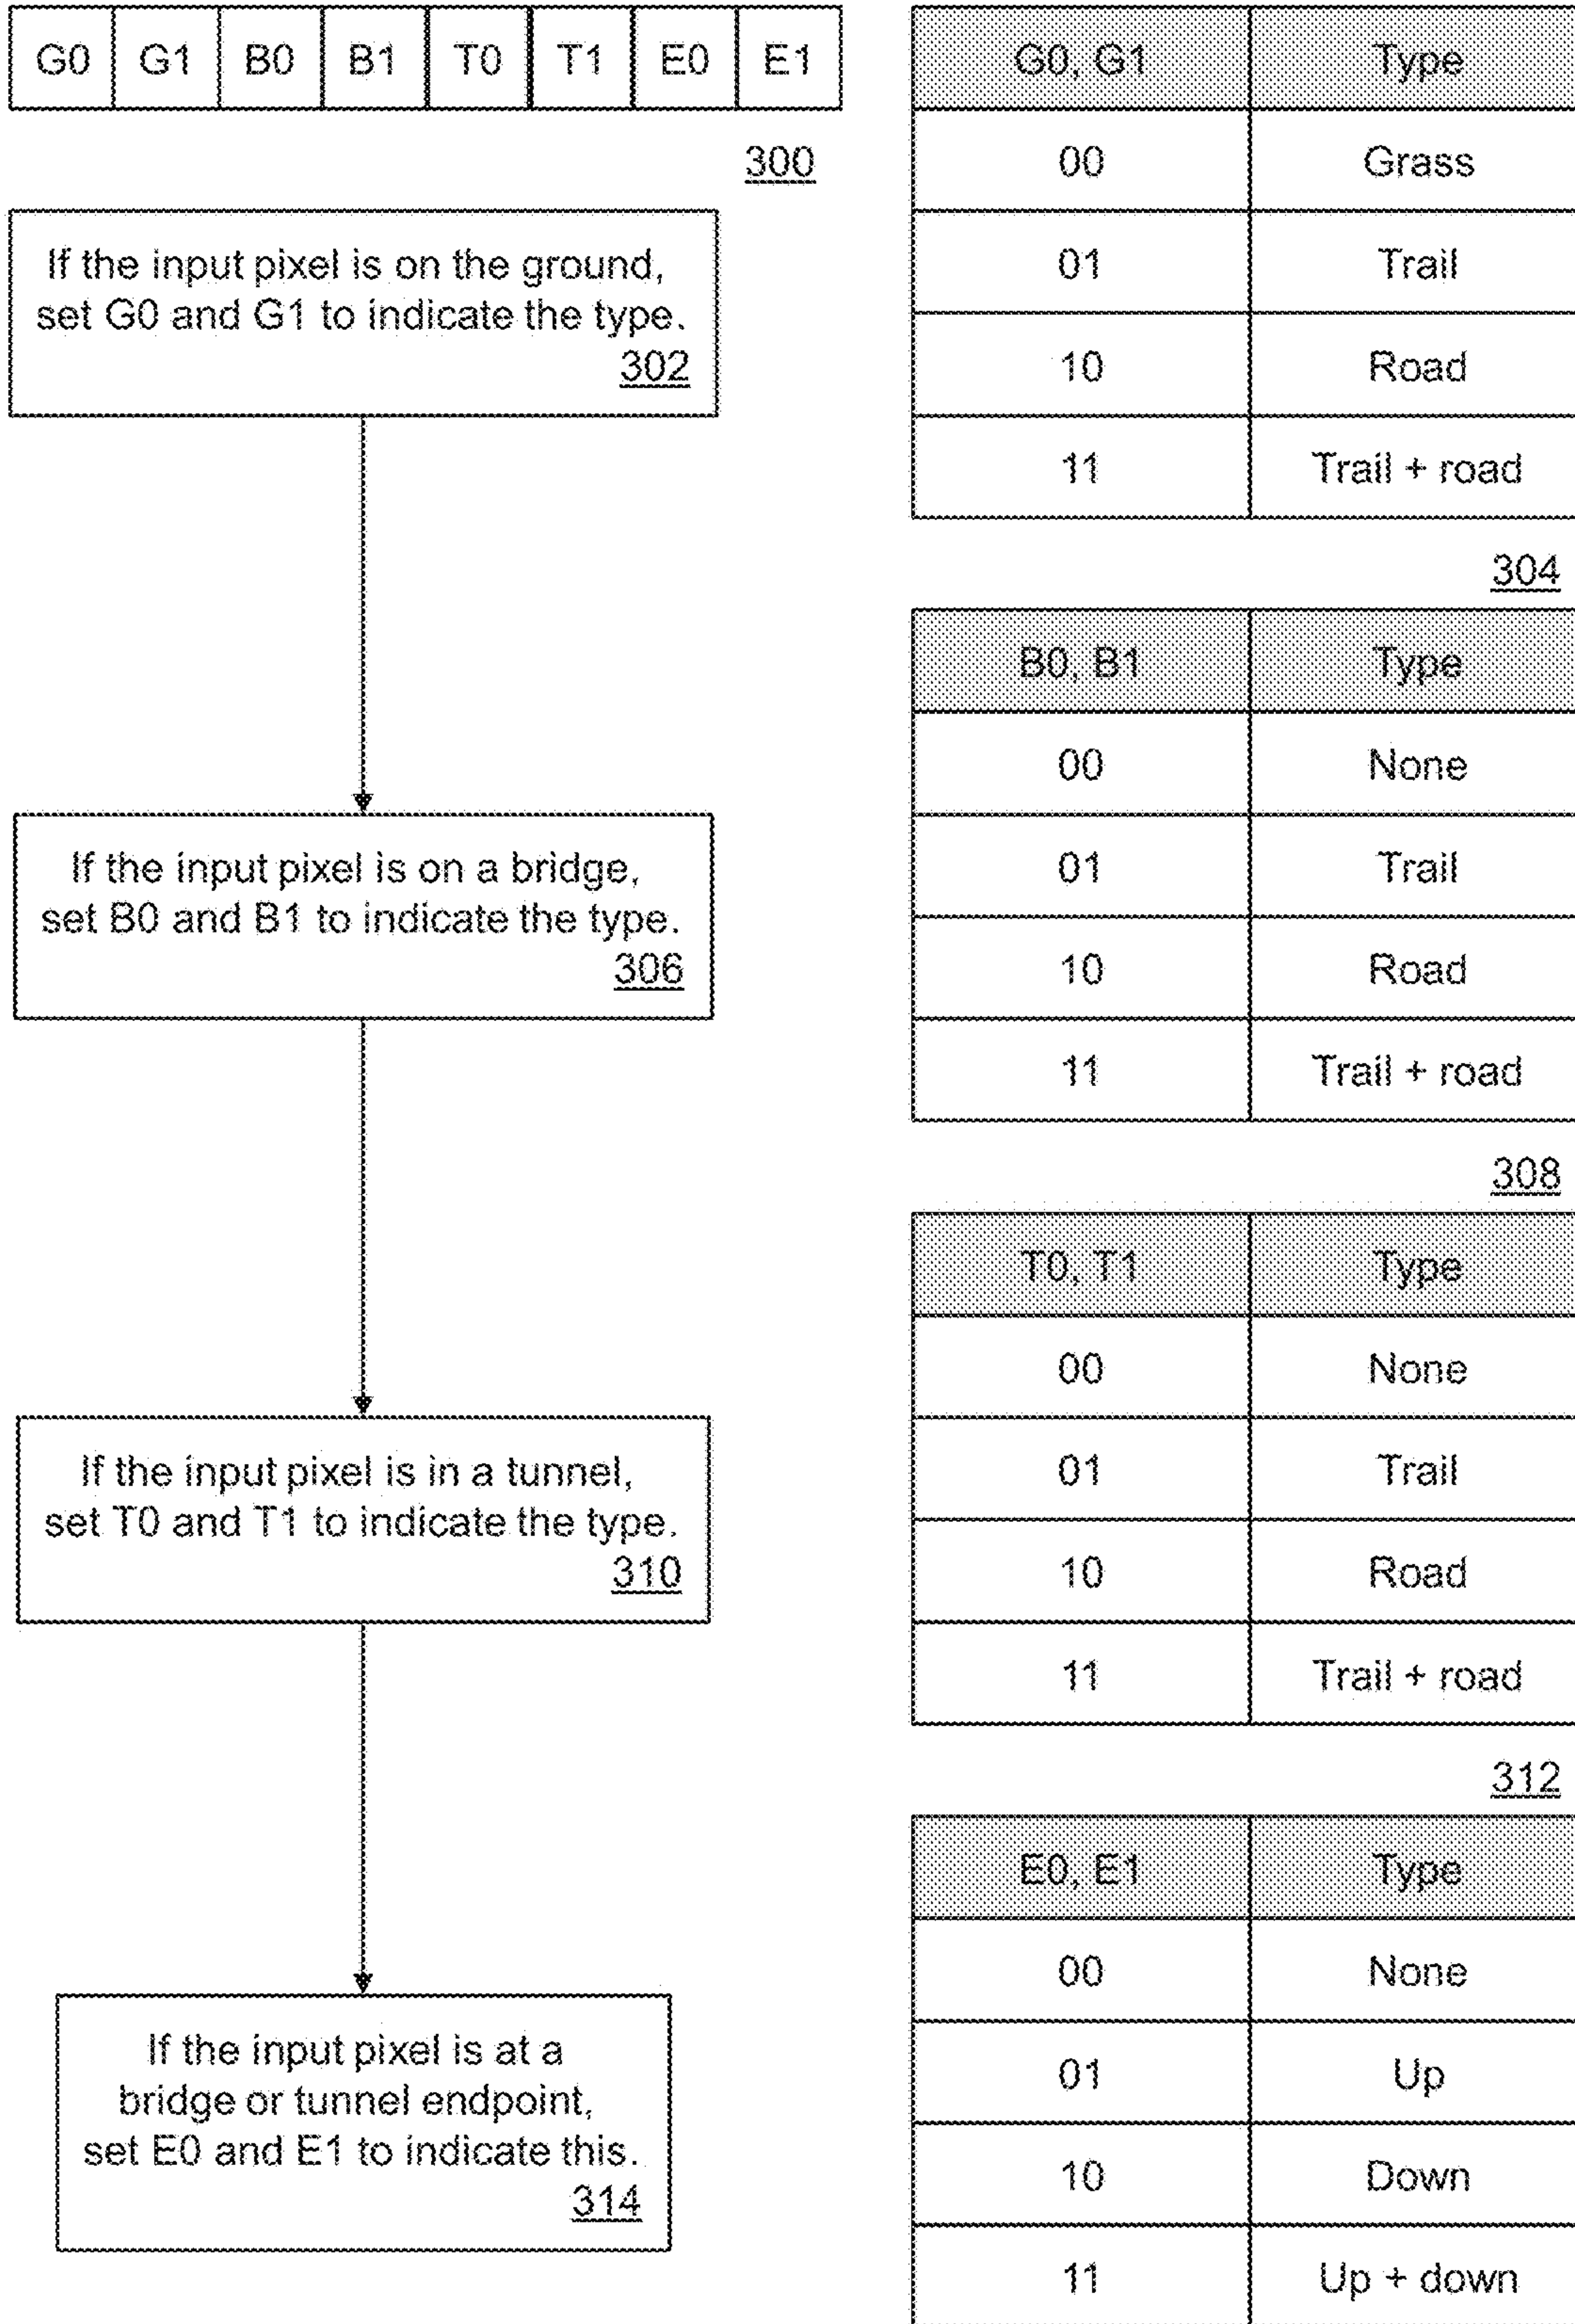 G0 G1 B0 B1 T0 T1 E0 E1
300
If the input pixel is on the ground,
set G0 and G1 to indicate the type.
302
G0, G1 Type
00 Grass
01 Trail
10 Road
11 Trail + road
304
If the input pixel is on a bridge,
set B0 and B1 to indicate the type.
306
B0, B1 Type
00 None
01 Trail
10 Road
11 Trail + road
308
If the input pixel is in a tunnel,
set T0 and T1 to indicate the type.
310
T0, T1 Type
00 None
01 Trail
10 Road
11 Trail + road
312
If the input pixel is at a
bridge or tunnel endpoint,
set E0 and E1 to indicate this.
314
E0, E1 Type
00 None
01 Up
10 Down
11 Up + down